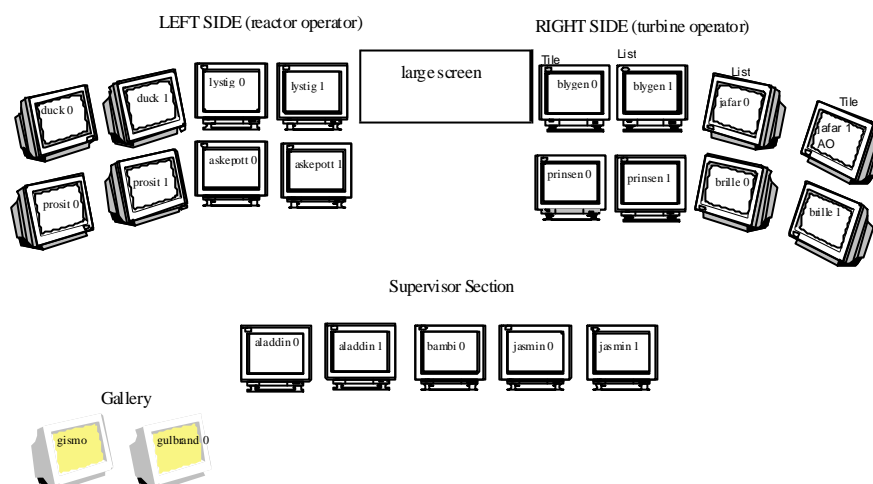 LEFT SIDE (reactor operator)
RIGHT SIDE (turbine operator)
duck 0
duck 1
lystig 0
lystig 1
large screen
Tile
blygen 0
List
blygen 1
List
jafar 0
Tile
jafar 1
AO
prosit 0
prosit 1
askepott 0
askepott 1
prinsen 0
prinsen 1
brille 0
brille 1
Supervisor Section
aladdin 0
aladdin 1
bambi 0
jasmin 0
jasmin 1
Gallery
gismo
gulbrand 0